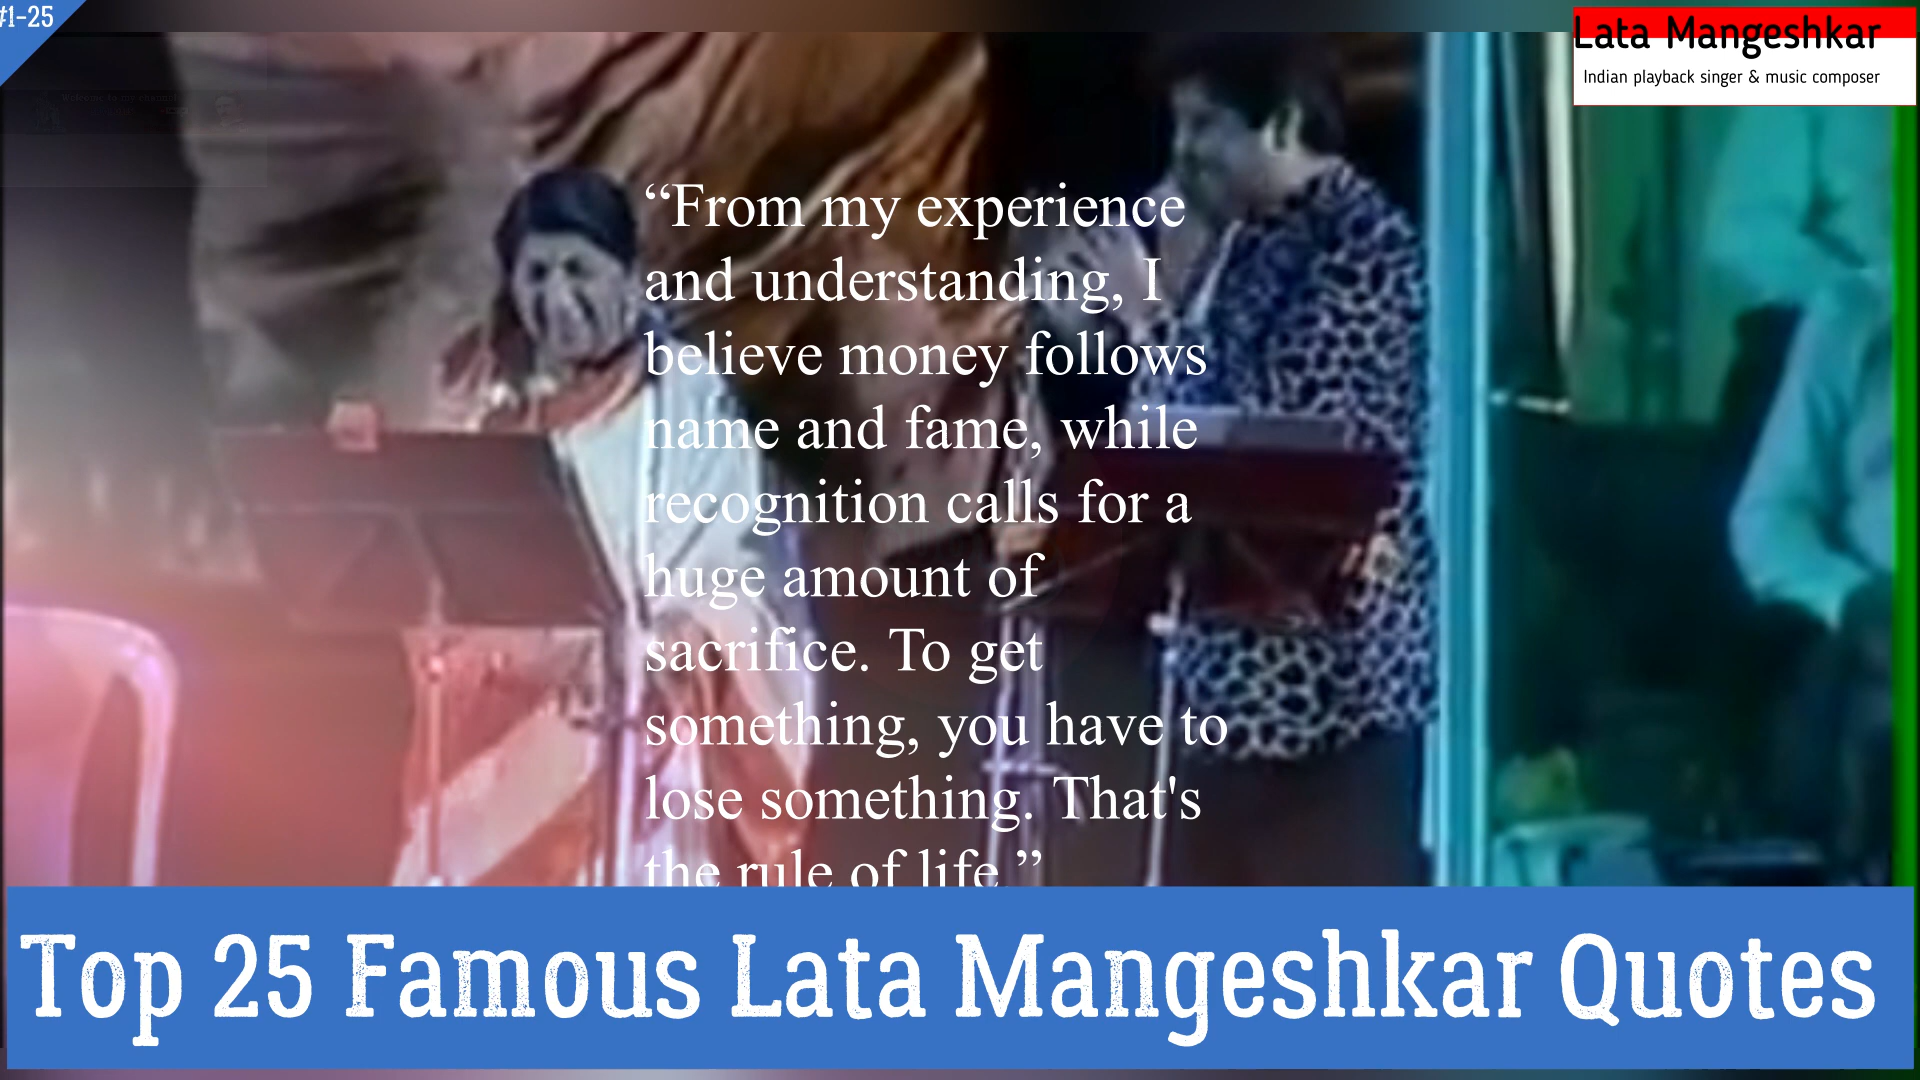 #1-25
Lata Mangeshkar
Indian playback singer & music composer
“From my experience
and understanding, I
believe money follows
name and fame, while
recognition calls for a
huge amount of
sacrifice. To get
something, you have to
lose something. That's
the rule of life.”
Top 25 Famous Lata Mangeshkar Quotes